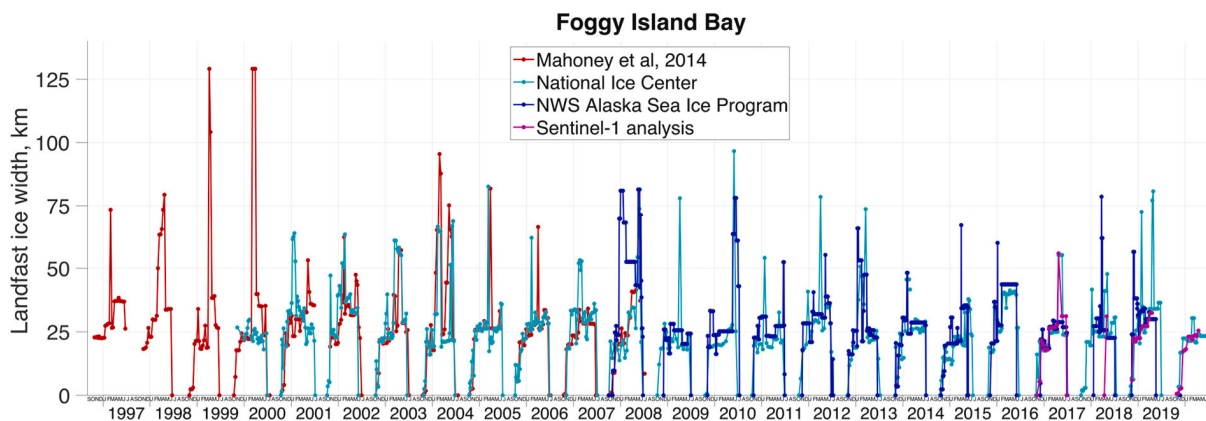 Foggy Island Bay
Mahoney et al, 2014
National Ice Center
NWS Alaska Sea Ice Program
Sentinel-1 analysis
Landfast ice width, km
125
100
75
50
25
0
1997 1998 1999 2000 2001 2002 2003 2004 2005 2006 2007 2008 2009 2010 2011 2012 2013 2014 2015 2016 2017 2018 2019